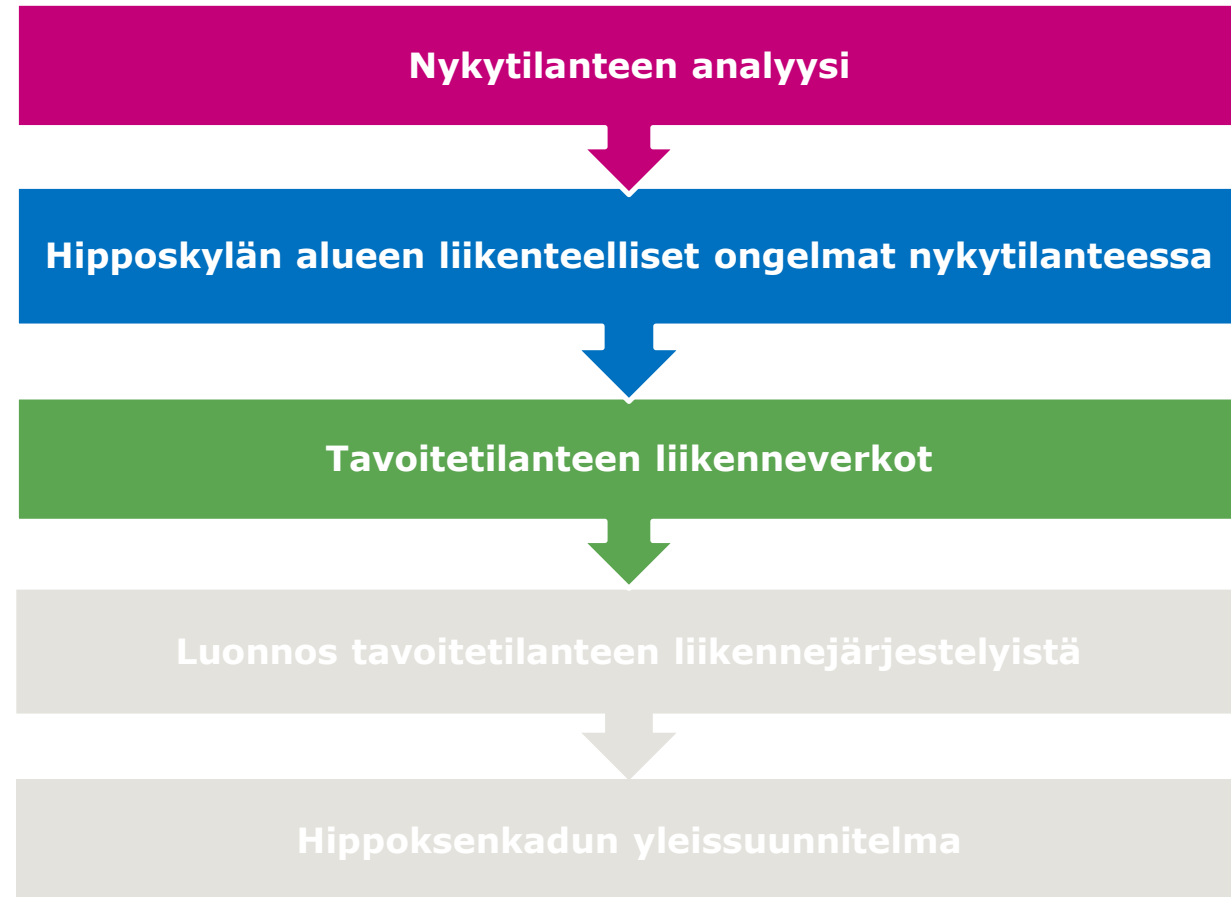 Nykytilanteen analyysi
Hipposkylän alueen liikenteelliset ongelmat nykytilanteessa
Tavoitetilanteen liikenneverkot
Luonnos tavoitetilanteen liikennejärjestelyistä
Hippoksenkadun yleissuunnitelma